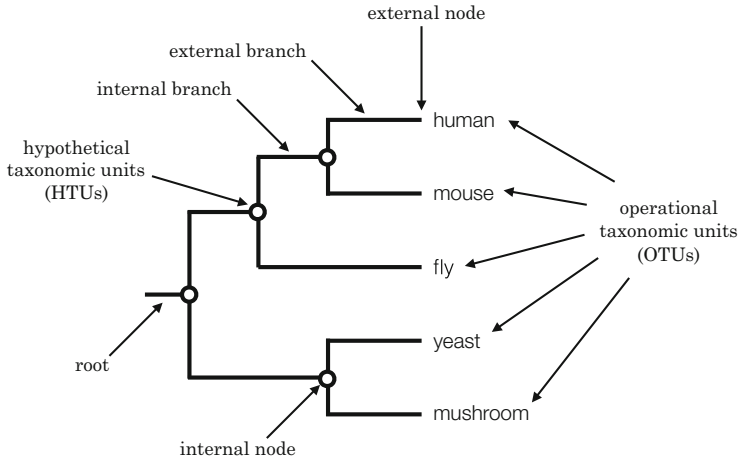 external node
external branch
internal branch
human
hypothetical
taxonomic units
(HTUs)
mouse
operational
taxonomic units
(OTUs)
fly
yeast
root
mushroom
internal node